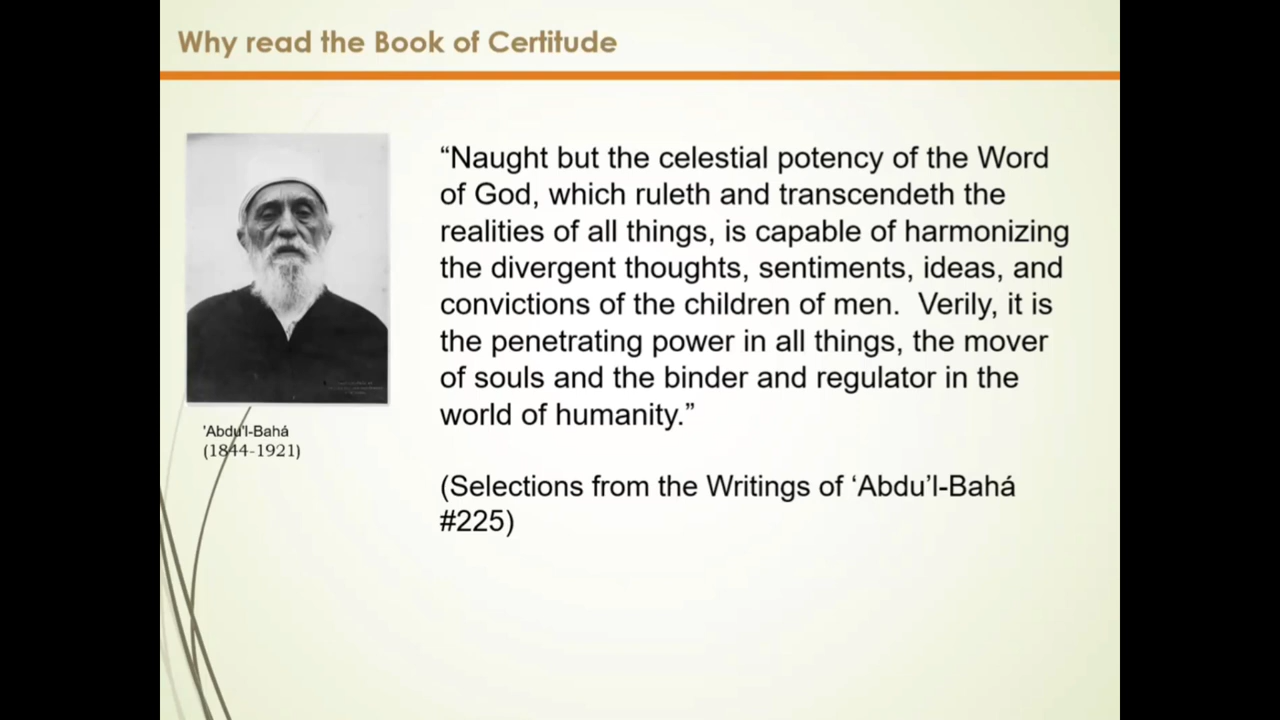 Why read the Book of Certitude
“Naught but the celestial potency of the Word
of God, which ruleth and transcendeth the
realities of all things, is capable of harmonizing
the divergent thoughts, sentiments, ideas, and
convictions of the children of men.  Verily, it is
the penetrating power in all things, the mover
of souls and the binder and regulator in the
world of humanity.”
(Selections from the Writings of ‘Abdu’l-Bahá
#225)
'Abdu'l-Bahá
(1844-1921)